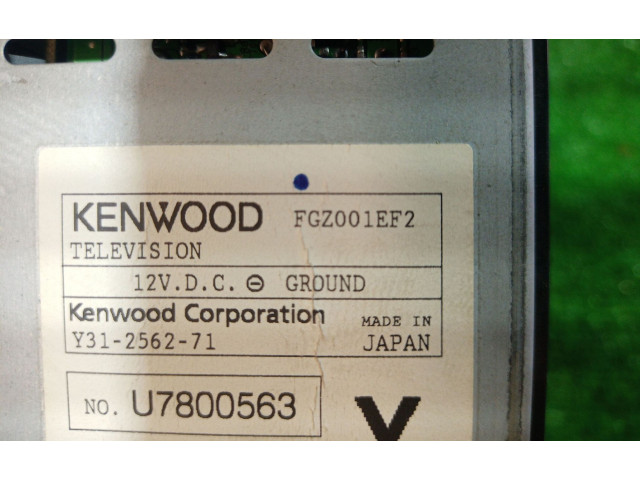 KENWOOD FGZ001EF2
TELEVISION
12V.D.C. ⊖ GROUND
Kenwood Corporation MADE IN
Y31-2562-71 JAPAN
NO. U7800563
Y